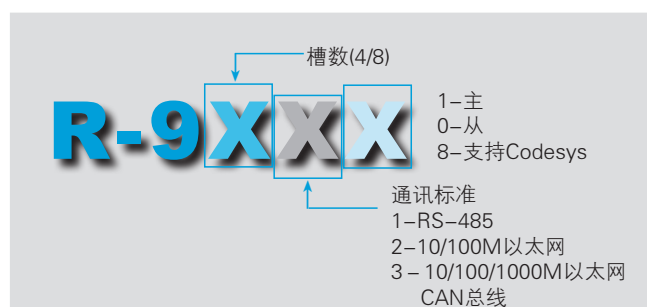 槽数(4/8)
R-9XXX
1–主
0–从
8–支持Codesys
通讯标准
1–RS–485
2–10/100M以太网
3 – 10/100/1000M以太网
CAN总线